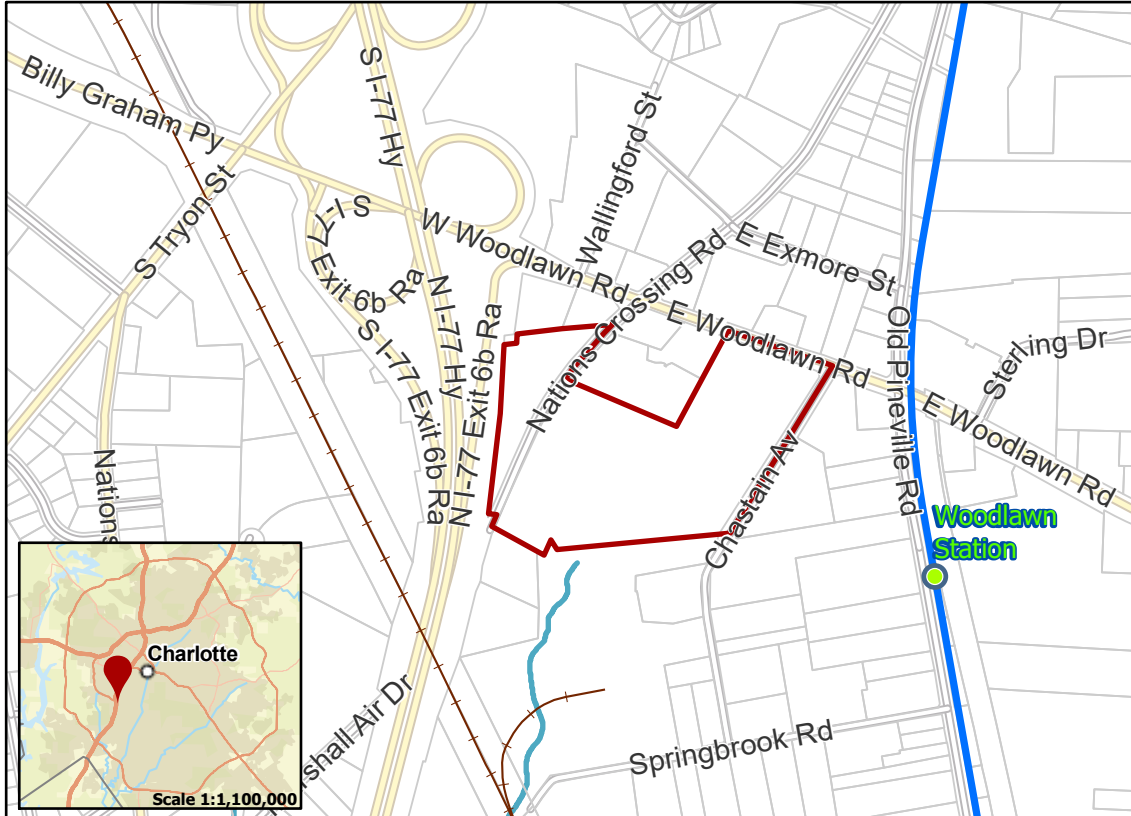 Billy Graham Py
S I-77 Hy
Wallingford St
S Tryon St
S I-77
Exit 6b Ra
W Woodlawn Rd
E Exmore St
Nations Crossing Rd
N I-77 Hy
S I-77 Exit 6b Ra
N I-77 Exit 6b Ra
E Woodlawn Rd
Old Pineville Rd
Sterling Dr
E Woodlawn Rd
Chastain Av
Nations
Woodlawn
Station
shall Air Dr
Springbrook Rd
Charlotte
Scale 1:1,100,000